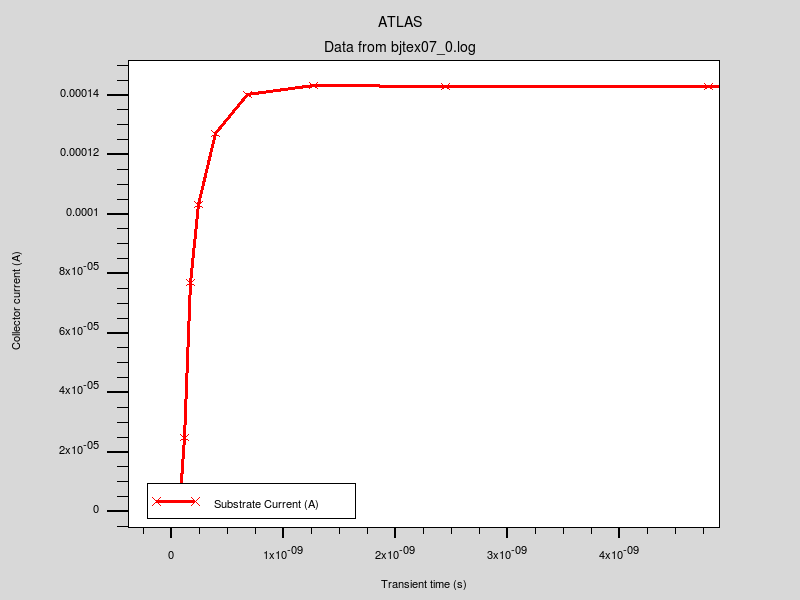 ATLAS
Data from bjtex07_0.log
0.00014
0.00012
0.0001
8x10-05
6x10-05
4x10-05
2x10-05
0
Collector current (A)
Substrate Current (A)
0 1x10-09 2x10-09 3x10-09 4x10-09
Transient time (s)